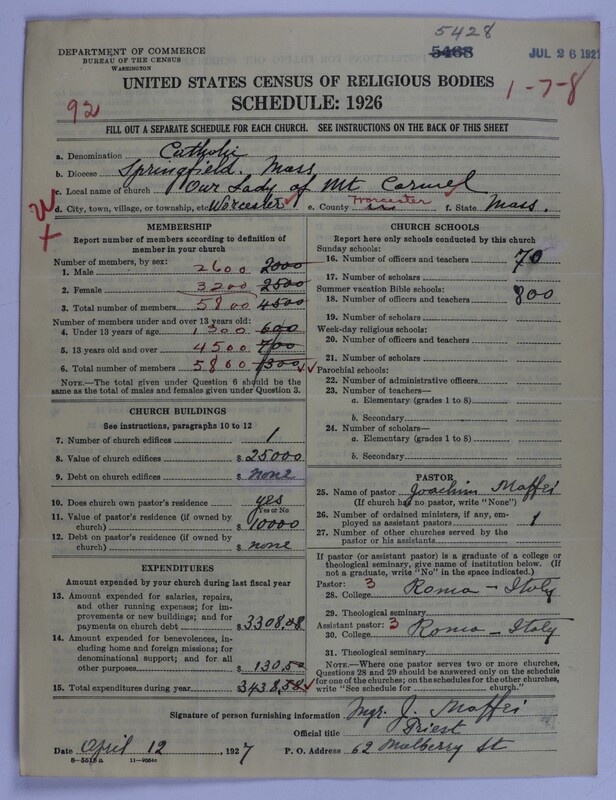 5428
DEPARTMENT OF COMMERCE 5468 JUL 26 192
BUREAU OF THE CENSUS
WASHINGTON
UNITED STATES CENSUS OF RELIGIOUS BODIES
SCHEDULE: 1926 1-7-8
92
FILL OUT A SEPARATE SCHEDULE FOR EACH CHURCH. SEE INSTRUCTIONS ON THE BACK OF THIS SHEET
a. Denomination Catholic
b. Diocese Springfield. Mass
c. Local name of church Our Lady of Mt Carmel
d. City, town, village, or township, etc. Worcester e. County Worcester f. State Mass.
MEMBERSHIP
Report number of members according to definition of
member in your church
Number of members, by sex:
1. Male 2600 2000
2. Female 3200 2500
3. Total number of members 5800 4500
Number of members under and over 13 years old:
4. Under 13 years of age 1300 600
5. 13 years old and over 4500 700
6. Total number of members 5800 1300
NOTE.—The total given under Question 6 should be the
same as the total of males and females given under Question 3.
CHURCH BUILDINGS
See instructions, paragraphs 10 to 12
7. Number of church edifices 1
8. Value of church edifices $ 25000
9. Debt on church edifices $ none
10. Does church own pastor's residence yes
Yes or No
11. Value of pastor's residence (if owned by
church) $ 10000
12. Debt on pastor's residence (if owned by
church) $ none
EXPENDITURES
Amount expended by your church during last fiscal year
13. Amount expended for salaries, repairs,
and other running expenses; for im-
provements or new buildings; and for
payments on church debt $ 3308,08
14. Amount expended for benevolences, in-
cluding home and foreign missions; for
denominational support; and for all
other purposes $ 130,50
15. Total expenditures during year $ 3438,58
CHURCH SCHOOLS
Report here only schools conducted by this church
Sunday schools:
16. Number of officers and teachers 70
17. Number of scholars
Summer vacation Bible schools:
18. Number of officers and teachers 800
19. Number of scholars
Week-day religious schools:
20. Number of officers and teachers
21. Number of scholars
Parochial schools:
22. Number of administrative officers
23. Number of teachers—
a. Elementary (grades 1 to 8)
b. Secondary
24. Number of scholars—
a. Elementary (grades 1 to 8)
b. Secondary
PASTOR
25. Name of pastor Joachim Maffei
(If church has no pastor, write "None")
26. Number of ordained ministers, if any, em-
ployed as assistant pastors 1
27. Number of other churches served by the
pastor or his assistants
If pastor (or assistant pastor) is a graduate of a college or
theological seminary, give name of institution below. (If
not a graduate, write "No" in the space indicated.)
Pastor: 3
28. College Roma - Italy
29. Theological seminary
Assistant pastor: 3
30. College Roma - Italy
31. Theological seminary
NOTE.—Where one pastor serves two or more churches,
Questions 28 and 29 should be answered only on the schedule
for one of the churches; on the schedules for the other churches,
write "See schedule for church."
Signature of person furnishing information Mgr. J. Maffei
Official title Priest
Date April 12, 1927 P. O. Address 62 Mulberry St
8—5518 a 11—9564a